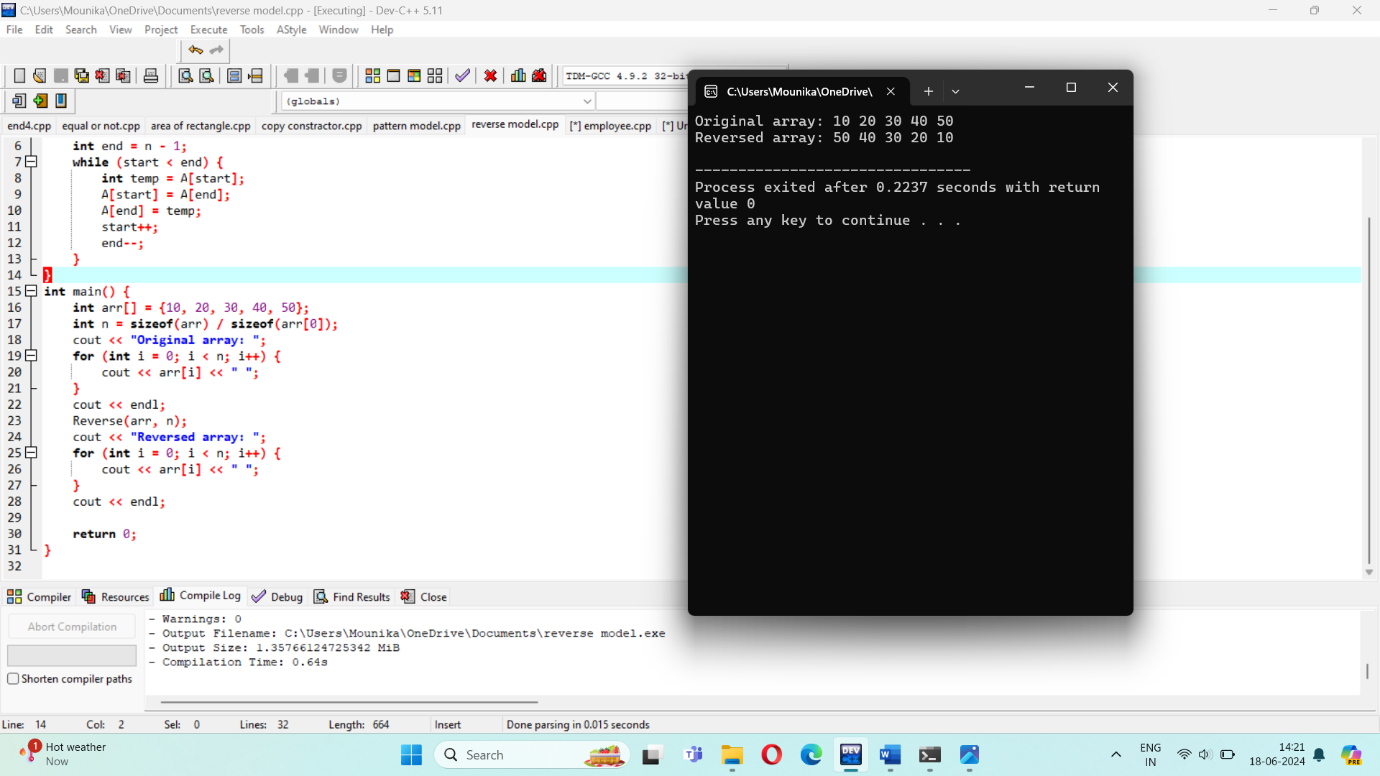 C:\Users\Mounika\OneDrive\Documents\reverse model.cpp - [Executing] - Dev-C++ 5.11
File Edit Search View Project Execute Tools AStyle Window Help
TDM-GCC 4.9.2 32-bi
(globals)
end4.cpp equal or not.cpp area of rectangle.cpp copy constractor.cpp pattern model.cpp reverse model.cpp [*] employee.cpp [*] Un
6 int end = n - 1;
7 while (start < end) {
8 int temp = A[start];
9 A[start] = A[end];
10 A[end] = temp;
11 start++;
12 end--;
13 }
14 }
15 int main() {
16 int arr[] = {10, 20, 30, 40, 50};
17 int n = sizeof(arr) / sizeof(arr[0]);
18 cout << "Original array: ";
19 for (int i = 0; i < n; i++) {
20 cout << arr[i] << " ";
21 }
22 cout << endl;
23 Reverse(arr, n);
24 cout << "Reversed array: ";
25 for (int i = 0; i < n; i++) {
26 cout << arr[i] << " ";
27 }
28 cout << endl;
29
30 return 0;
31 }
32
C:\Users\Mounika\OneDrive\
Original array: 10 20 30 40 50
Reversed array: 50 40 30 20 10
--------------------------------
Process exited after 0.2237 seconds with return
value 0
Press any key to continue . . .
Compiler Resources Compile Log Debug Find Results Close
Abort Compilation
Shorten compiler paths
- Warnings: 0
- Output Filename: C:\Users\Mounika\OneDrive\Documents\reverse model.exe
- Output Size: 1.35766124725342 MiB
- Compilation Time: 0.64s
Line: 14 Col: 2 Sel: 0 Lines: 32 Length: 664 Insert Done parsing in 0.015 seconds
1
Hot weather
Now
Search
DEV
ENG
IN
14:21
18-06-2024
PRE